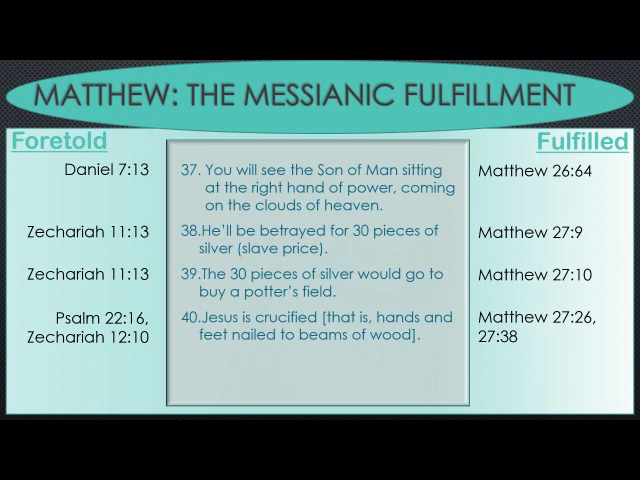 MATTHEW: THE MESSIANIC FULFILLMENT
Foretold
Fulfilled
Daniel 7:13
37. You will see the Son of Man sitting
at the right hand of power, coming
on the clouds of heaven.
Matthew 26:64
Zechariah 11:13
38.He'll be betrayed for 30 pieces of
silver (slave price).
Matthew 27:9
Zechariah 11:13
39.The 30 pieces of silver would go to
buy a potter's field.
Matthew 27:10
Psalm 22:16,
Zechariah 12:10
40.Jesus is crucified [that is, hands and
feet nailed to beams of wood].
Matthew 27:26,
27:38